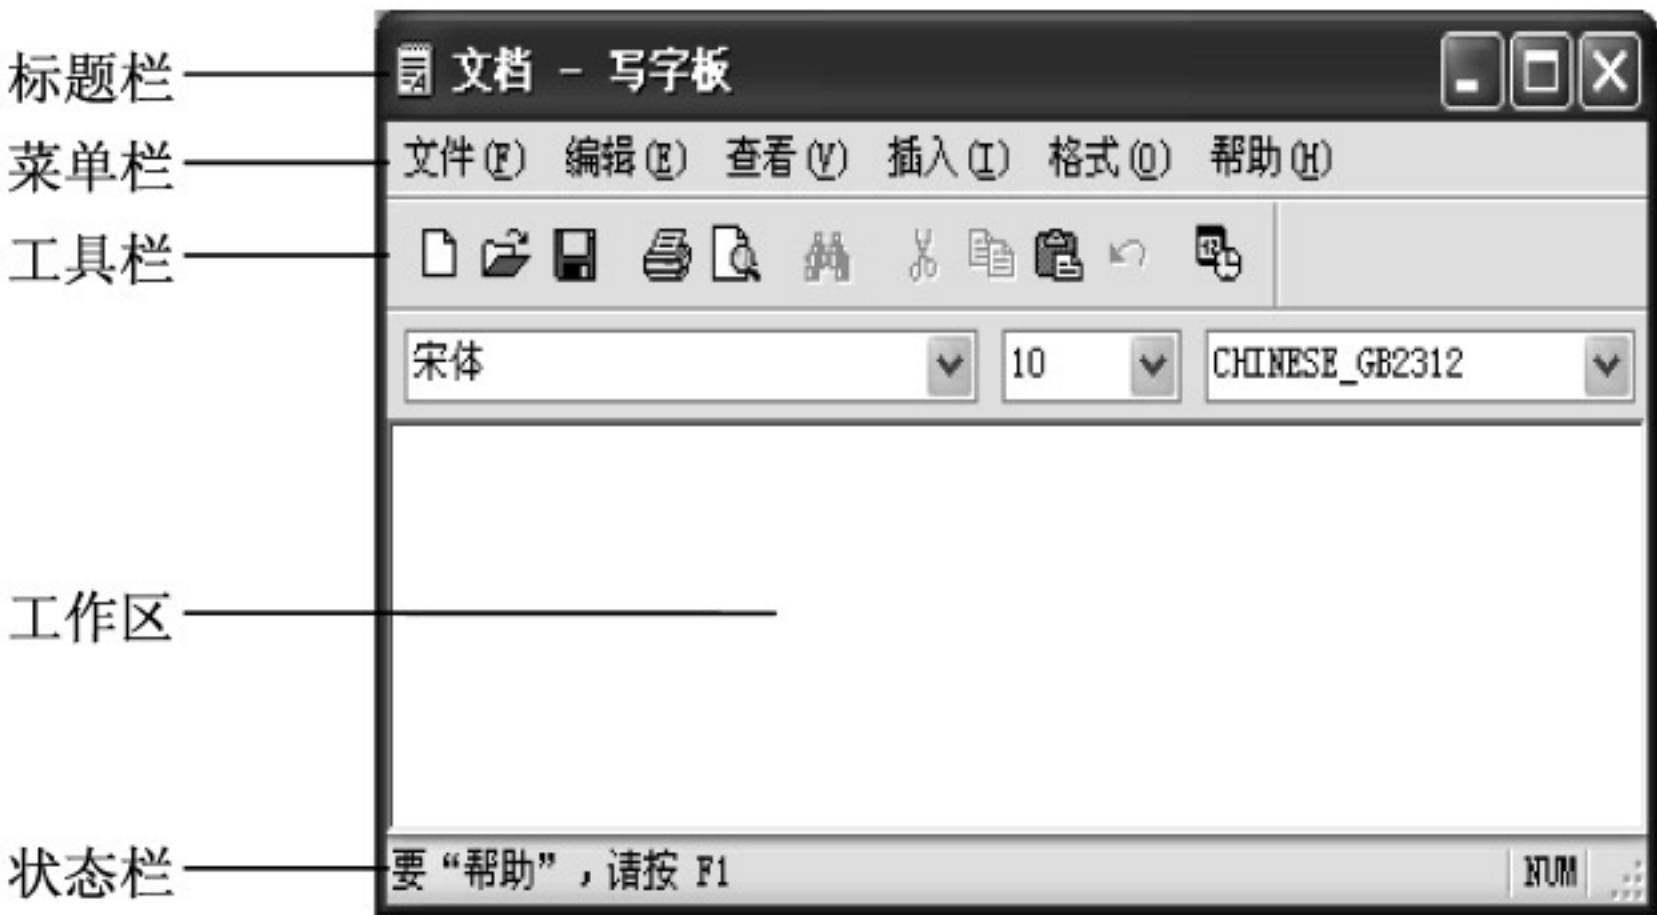 标题栏 文档 - 写字板
菜单栏 文件(F) 编辑(E) 查看(V) 插入(I) 格式(O) 帮助(H)
工具栏
宋体 10 CHINESE_GB2312
工作区
状态栏 要“帮助”,请按 F1 NUM